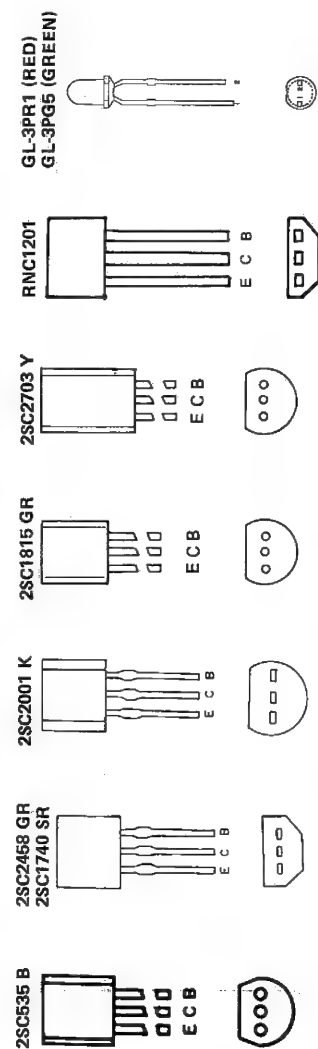 2SC535 B
E C B
2SC2458 GR
2SC1740 SR
E C B
2SC2001 K
E C B
2SC1815 GR
E C B
2SC2703 Y
E C B
RNC1201
E C B
GL-3PR1 (RED)
GL-3PG5 (GREEN)